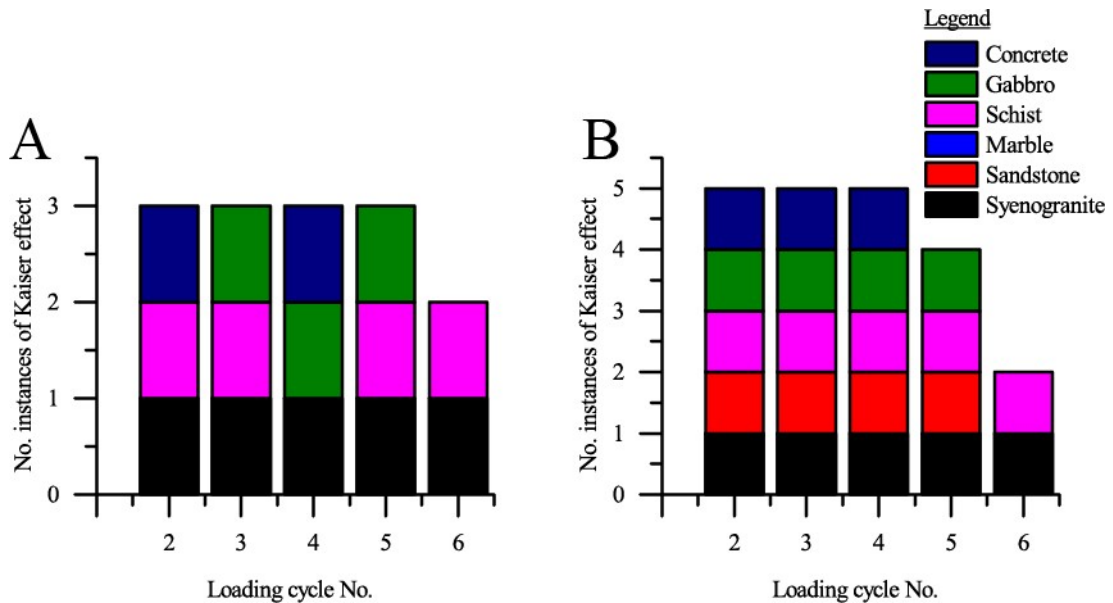 Legend
Concrete
Gabbro
Schist
Marble
Sandstone
Syenogranite
A
No. instances of Kaiser effect
3
2
1
0
2 3 4 5 6
Loading cycle No.
B
No. instances of Kaiser effect
5
4
3
2
1
0
2 3 4 5 6
Loading cycle No.